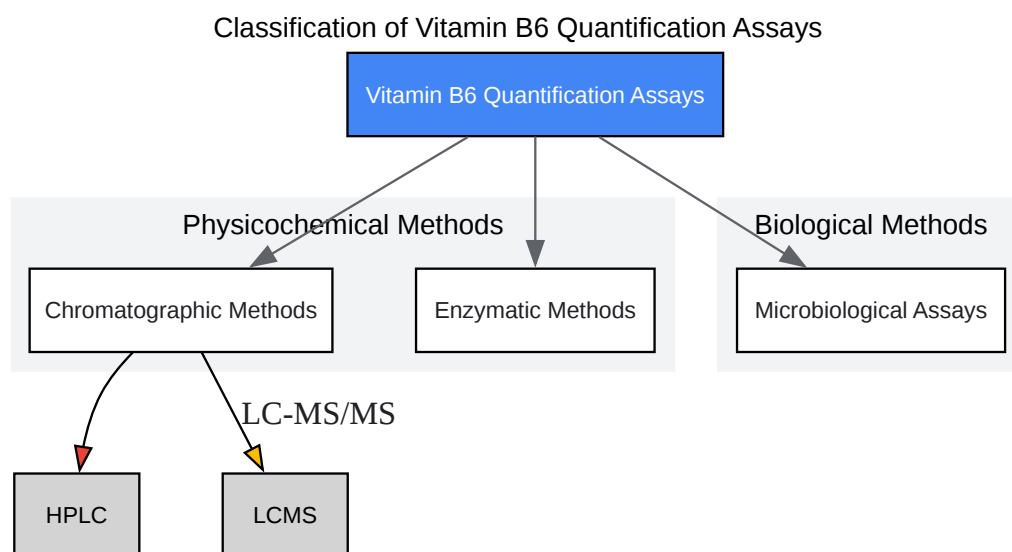 Classification of Vitamin B6 Quantification Assays
Vitamin B6 Quantification Assays
Physicochemical Methods
Biological Methods
Chromatographic Methods
Enzymatic Methods
Microbiological Assays
LC-MS/MS
HPLC
LCMS